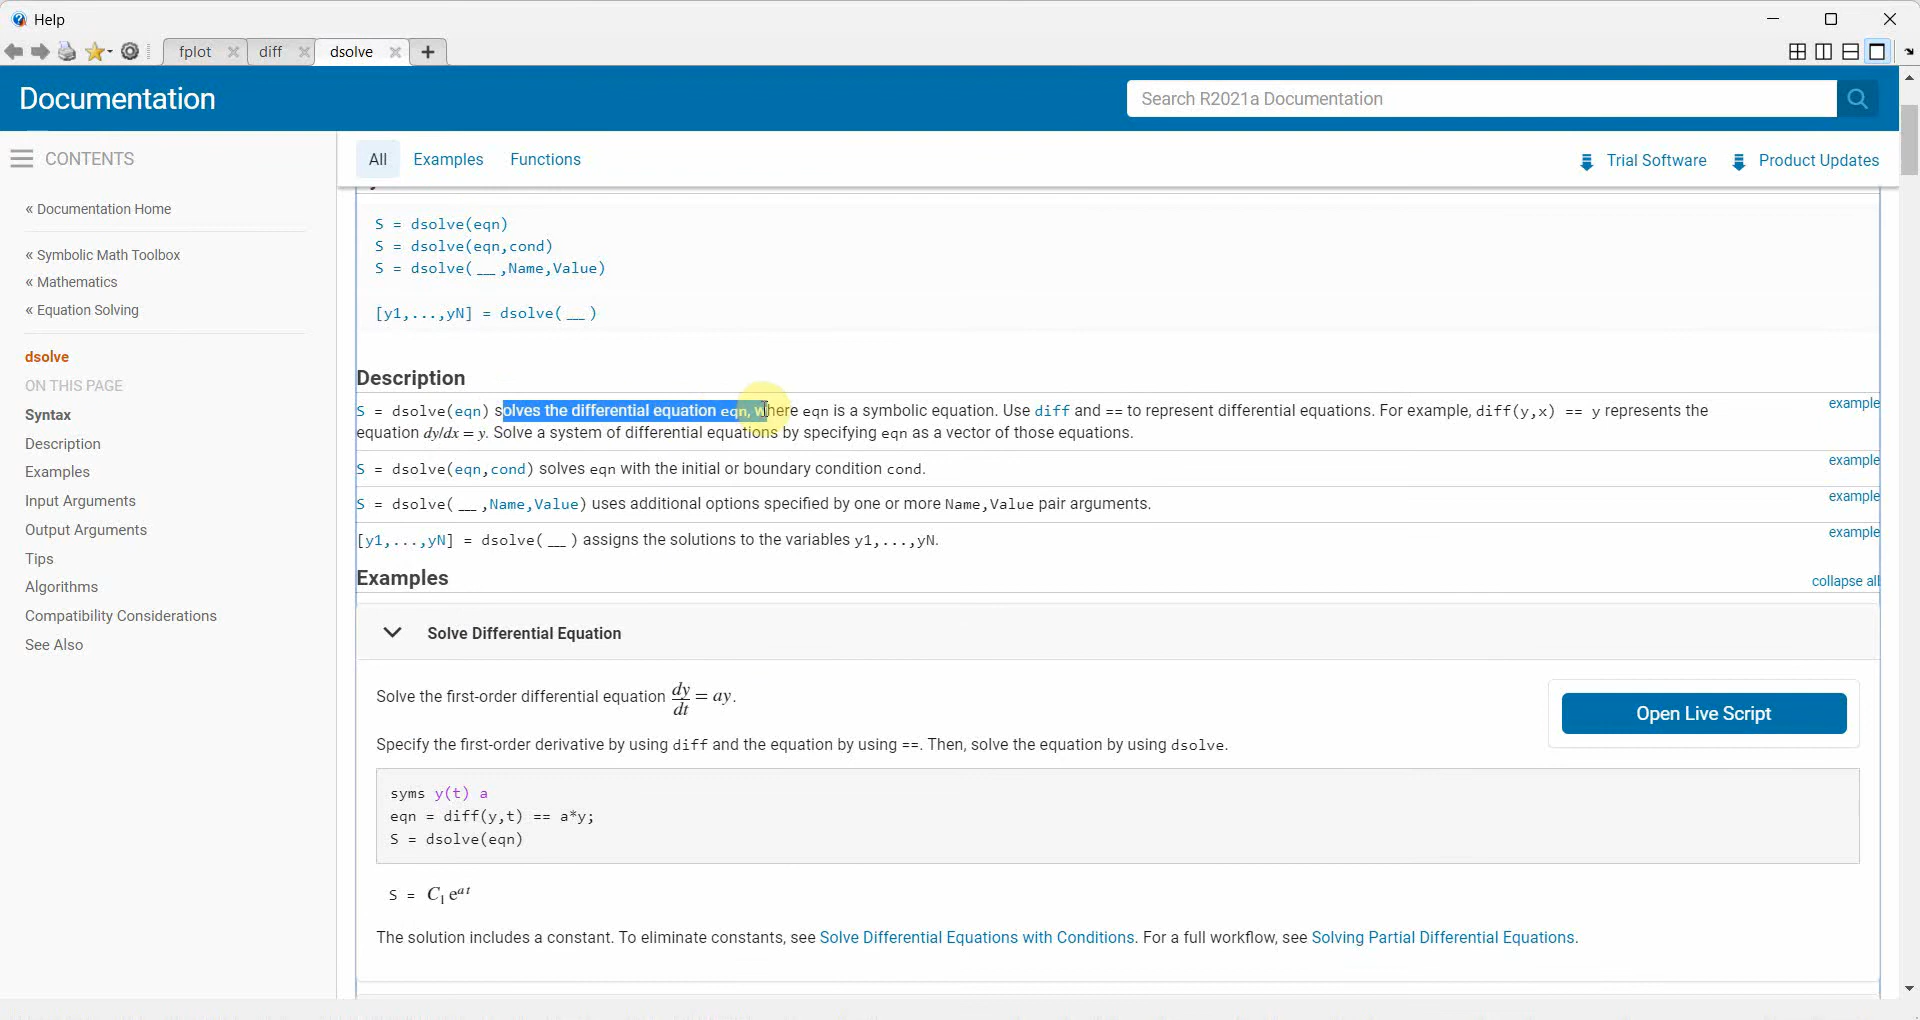 Help
fplot
diff
dsolve
Documentation
Search R2021a Documentation
CONTENTS
All Examples Functions
Trial Software Product Updates
« Documentation Home
« Symbolic Math Toolbox
« Mathematics
« Equation Solving
dsolve
ON THIS PAGE
Syntax
Description
Examples
Input Arguments
Output Arguments
Tips
Algorithms
Compatibility Considerations
See Also
S = dsolve(eqn)
S = dsolve(eqn,cond)
S = dsolve(___,Name,Value)
[y1,...,yN] = dsolve(___)
Description
S = dsolve(eqn) solves the differential equation eqn, where eqn is a symbolic equation. Use diff and == to represent differential equations. For example, diff(y,x) == y represents the
example
equation dy/dx = y. Solve a system of differential equations by specifying eqn as a vector of those equations.
S = dsolve(eqn,cond) solves eqn with the initial or boundary condition cond.
example
S = dsolve(___,Name,Value) uses additional options specified by one or more Name,Value pair arguments.
example
[y1,...,yN] = dsolve(___) assigns the solutions to the variables y1,...,yN.
example
Examples
collapse all
Solve Differential Equation
Solve the first-order differential equation dy/dt = ay.
Open Live Script
Specify the first-order derivative by using diff and the equation by using ==. Then, solve the equation by using dsolve.
syms y(t) a
eqn = diff(y,t) == a*y;
S = dsolve(eqn)
S = C₁ e^{at}
The solution includes a constant. To eliminate constants, see Solve Differential Equations with Conditions. For a full workflow, see Solving Partial Differential Equations.